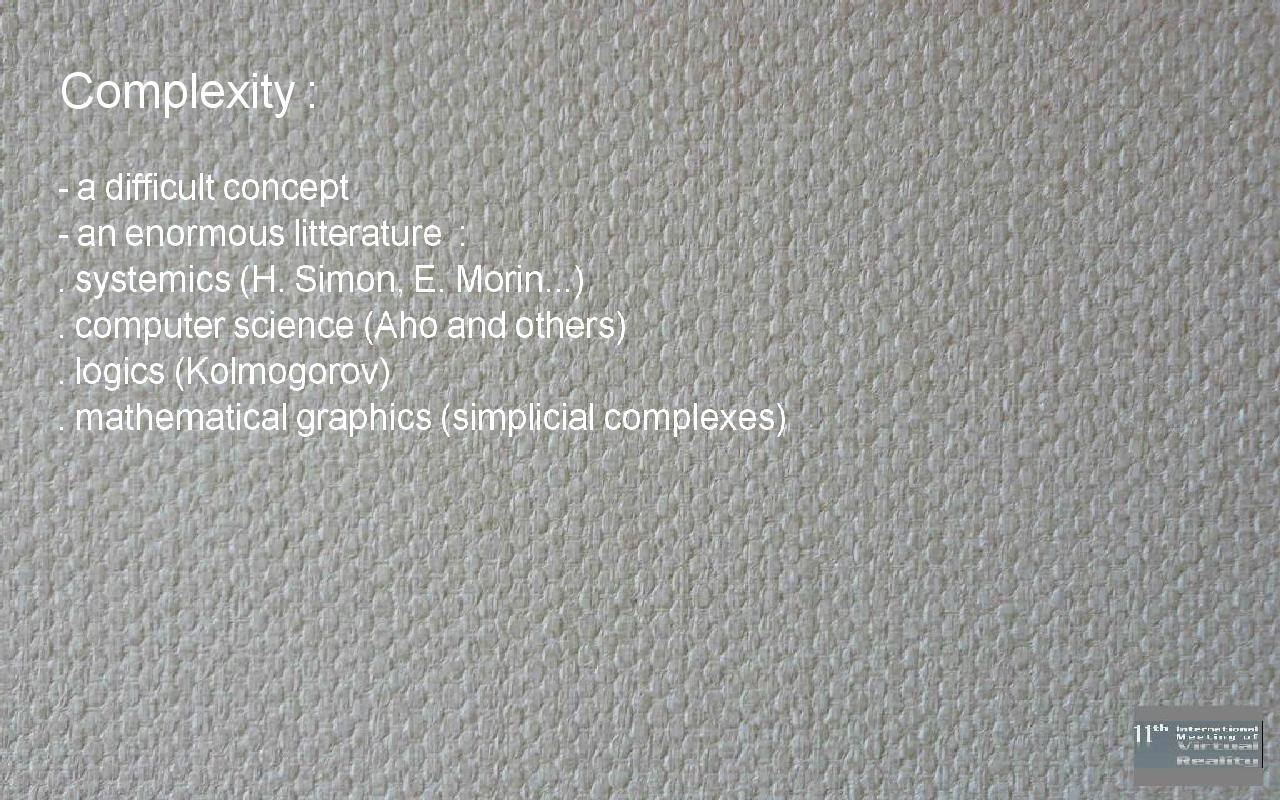 Complexity :
- a difficult concept
- an enormous litterature :
. systemics (H. Simon, E. Morin...)
. computer science (Aho and others)
. logics (Kolmogorov)
. mathematical graphics (simplicial complexes)
11th International
Meeting of
Virtual
Reality